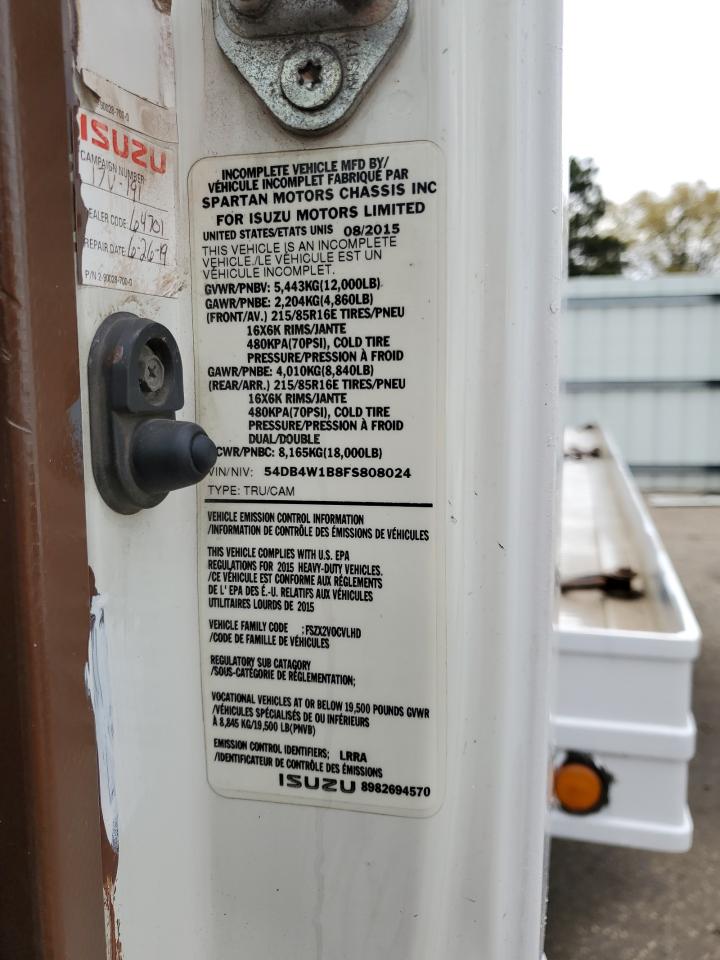 -90028-700-0
ISUZU
CAMPAIGN NUMBER
17V-191
DEALER CODE 64701
REPAIR DATE 6-26-19
P/N 2-90028-700-0
INCOMPLETE VEHICLE MFD BY/
VÉHICULE INCOMPLET FABRIQUÉ PAR
SPARTAN MOTORS CHASSIS INC
FOR ISUZU MOTORS LIMITED
UNITED STATES/ETATS UNIS 08/2015
THIS VEHICLE IS AN INCOMPLETE
VEHICLE./LE VÉHICULE EST UN
VÉHICULE INCOMPLET.
GVWR/PNBV: 5,443KG(12,000LB)
GAWR/PNBE: 2,204KG(4,860LB)
(FRONT/AV.) 215/85R16E TIRES/PNEU
16X6K RIMS/JANTE
480KPA(70PSI), COLD TIRE
PRESSURE/PRESSION À FROID
GAWR/PNBE: 4,010KG(8,840LB)
(REAR/ARR.) 215/85R16E TIRES/PNEU
16X6K RIMS/JANTE
480KPA(70PSI), COLD TIRE
PRESSURE/PRESSION À FROID
DUAL/DOUBLE
CWR/PNBC: 8,165KG(18,000LB)
VIN/NIV: 54DB4W1B8FS808024
TYPE: TRU/CAM
VEHICLE EMISSION CONTROL INFORMATION
/INFORMATION DE CONTRÔLE DES ÉMISSIONS DE VÉHICULES
THIS VEHICLE COMPLIES WITH U.S. EPA
REGULATIONS FOR 2015 HEAVY-DUTY VEHICLES.
/CE VÉHICULE EST CONFORME AUX RÈGLEMENTS
DE L' EPA DES É.-U. RELATIFS AUX VÉHICULES
UTILITAIRES LOURDS DE 2015
VEHICLE FAMILY CODE :FSZX2VOCVLHD
/CODE DE FAMILLE DE VÉHICULES
REGULATORY SUB CATAGORY
/SOUS-CATÉGORIE DE RÉGLEMENTATION;
VOCATIONAL VEHICLES AT OR BELOW 19,500 POUNDS GVWR
/VÉHICULES SPÉCIALISÉS DE OU INFÉRIEURS
À 8,845 KG/19,500 LB(PNVB)
EMISSION CONTROL IDENTIFIERS; LRRA
/IDENTIFICATEUR DE CONTRÔLE DES ÉMISSIONS
ISUZU 8982694570